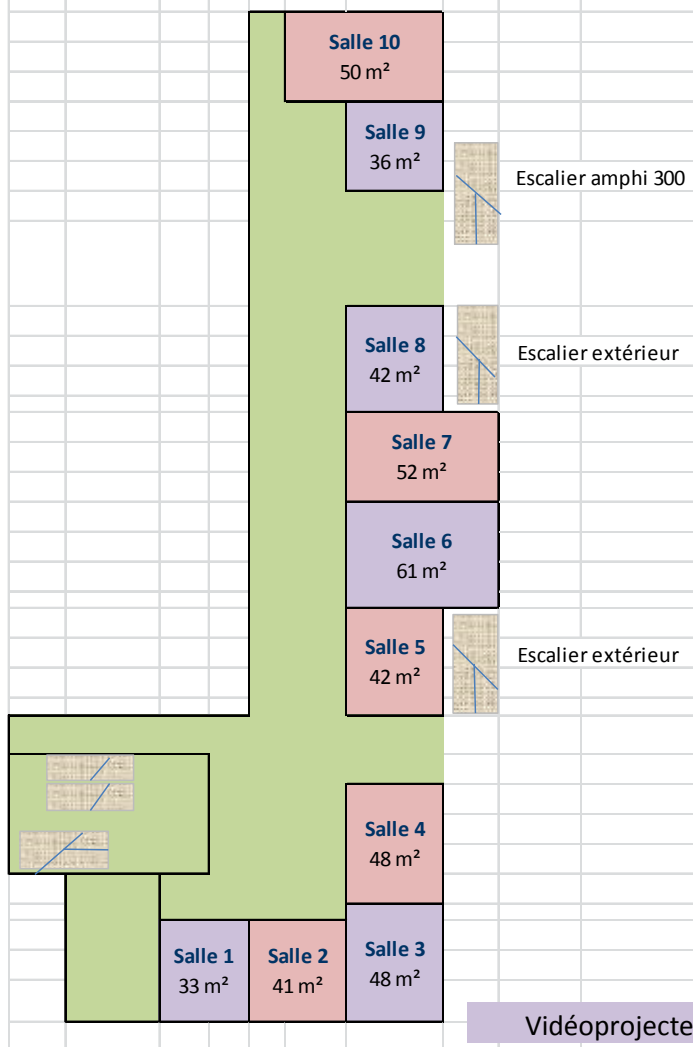 Salle 10
50 m²
Salle 9
36 m²
Escalier amphi 300
Salle 8
42 m²
Escalier extérieur
Salle 7
52 m²
Salle 6
61 m²
Salle 5
42 m²
Escalier extérieur
Salle 4
48 m²
Salle 1
33 m²
Salle 2
41 m²
Salle 3
48 m²
Vidéoprojecte